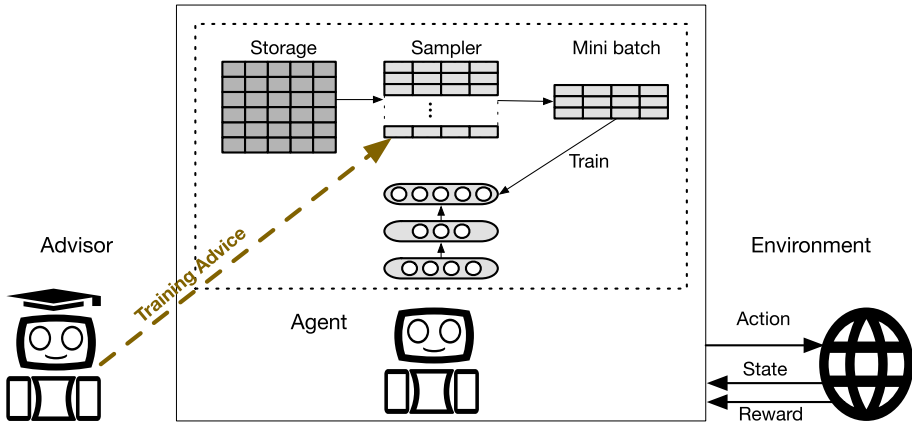 Storage
Sampler
Mini batch
Train
Training Advice
Advisor
Environment
Agent
Action
State
Reward